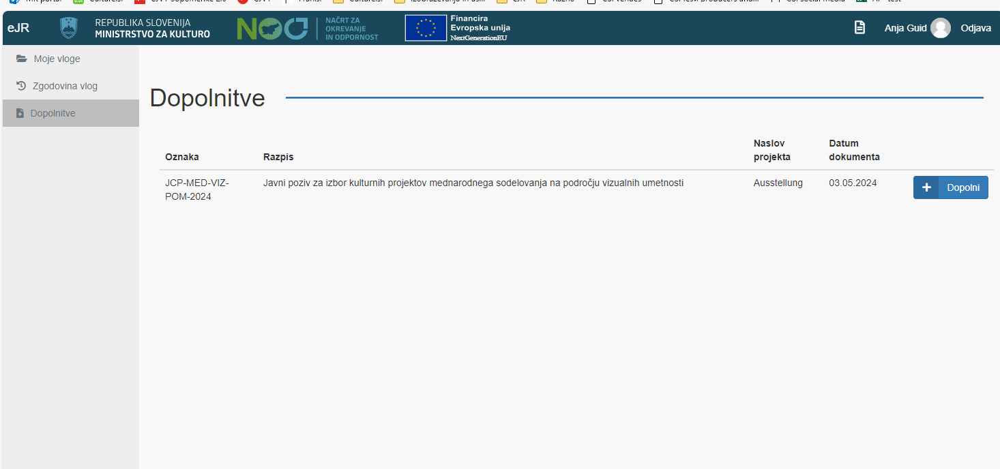 eJR
REPUBLIKA SLOVENIJA
MINISTRSTVO ZA KULTURO
NOO
NAČRT ZA
OKREVANJE
IN ODPORNOST
Financira
Evropska unija
NextGenerationEU
Anja Guid
Odjava
Moje vloge
Zgodovina vlog
Dopolnitve
Dopolnitve
Oznaka
Razpis
Naslov
projekta
Datum
dokumenta
JCP-MED-VIZ-
POM-2024
Javni poziv za izbor kulturnih projektov mednarodnega sodelovanja na področju vizualnih umetnosti
Ausstellung
03.05.2024
Dopolni